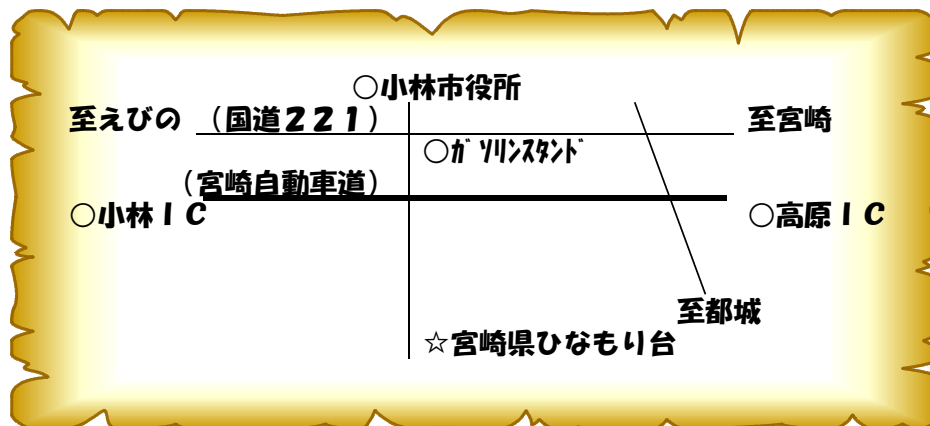 ○小林市役所
至えびの （国道２２１） 至宮崎
○ｶﾞｿﾘﾝｽﾀﾝﾄﾞ
（宮崎自動車道）
○小林ＩＣ ○高原ＩＣ
至都城
☆宮崎県ひなもり台